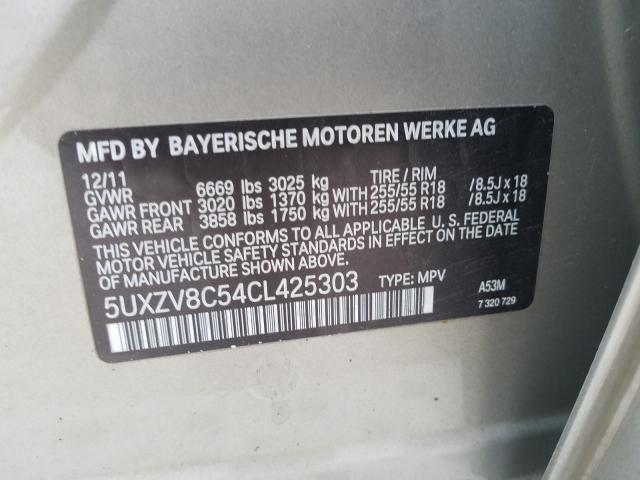 MFD BY BAYERISCHE MOTOREN WERKE AG
12/11 TIRE / RIM
GVWR 6669 lbs 3025 kg
GAWR FRONT 3020 lbs 1370 kg WITH 255/55 R18 /8.5J x 18
GAWR REAR 3858 lbs 1750 kg WITH 255/55 R18 /8.5J x 18
THIS VEHICLE CONFORMS TO ALL APPLICABLE U. S. FEDERAL
MOTOR VEHICLE SAFETY STANDARDS IN EFFECT ON THE DATE
OF MANUFACTURE SHOWN ABOVE.
5UXZV8C54CL425303 TYPE: MPV A53M
7 320 729